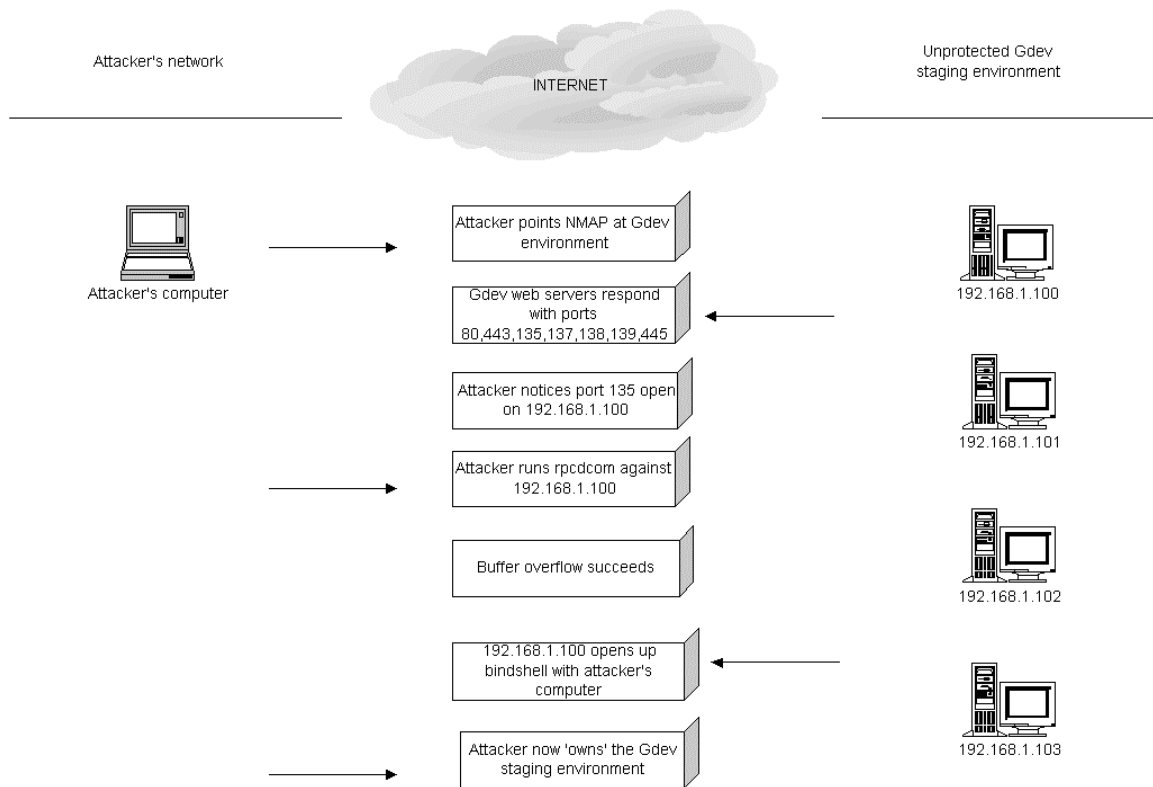 Attacker's network
INTERNET
Unprotected Gdev
staging environment
Attacker's computer
Attacker points NMAP at Gdev
environment
Gdev web servers respond
with ports
80,443,135,137,138,139,445
Attacker notices port 135 open
on 192.168.1.100
Attacker runs rpcdcom against
192.168.1.100
Buffer overflow succeeds
192.168.1.100 opens up
bindshell with attacker's
computer
Attacker now 'owns' the Gdev
staging environment
192.168.1.100
192.168.1.101
192.168.1.102
192.168.1.103